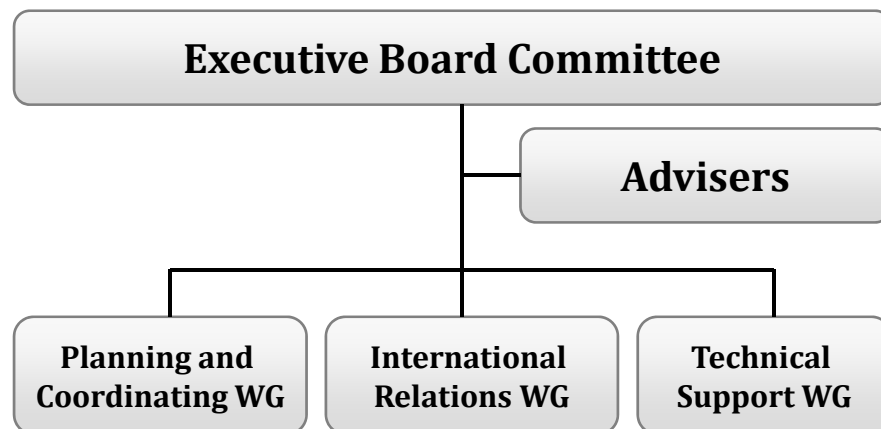 Executive Board Committee
Advisers
Planning and
Coordinating WG
International
Relations WG
Technical
Support WG